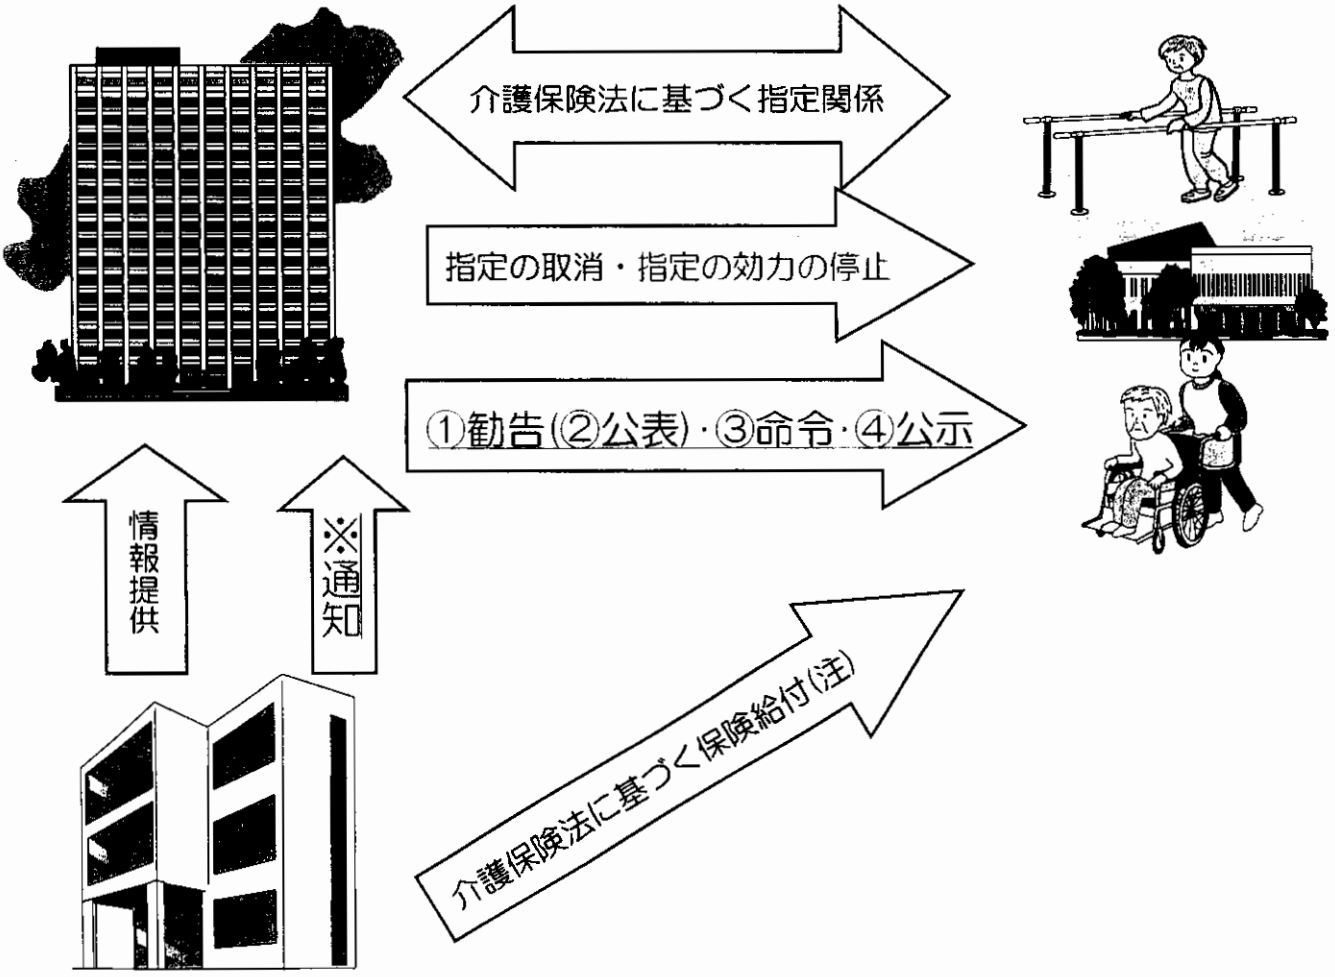 介護保険法に基づく指定関係
指定の取消・指定の効力の停止
①勧告(②公表)・③命令・④公示
情報提供
※通知
介護保険法に基づく保険給付(注)